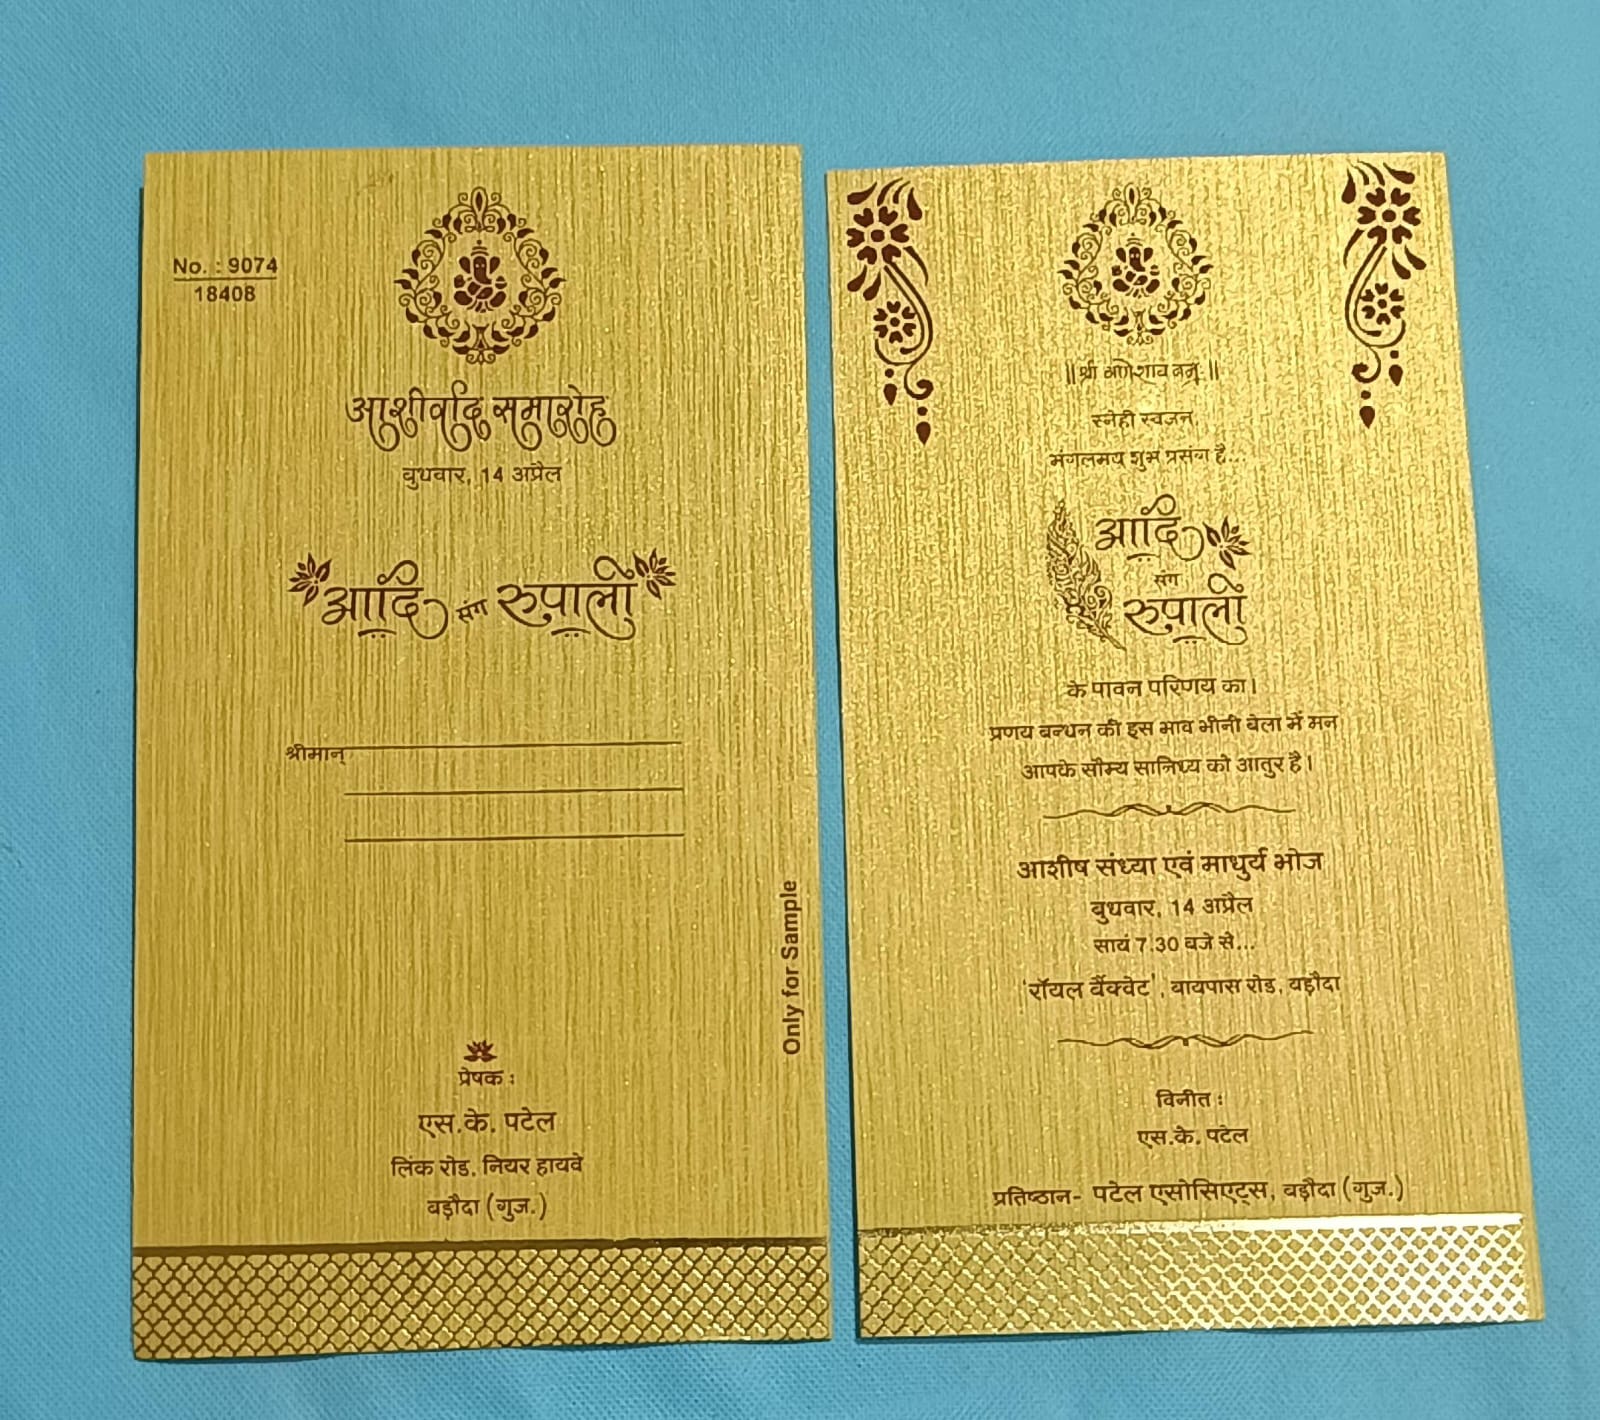 No. : 9074
18408
आशीर्वाद समारोह
बुधवार, 14 अप्रैल
आदि संग रुपाली
श्रीमान्
Only for Sample
प्रेषक :
एस.के. पटेल
लिंक रोड, नियर हायवे
बड़ौदा (गुज.)
॥ श्री गणेशाय नमः ॥
स्नेही स्वजन,
मंगलमय शुभ प्रसंग है...
आदि
संग
रुपाली
के पावन परिणय का।
प्रणय बन्धन की इस भाव भीनी बेला में मन
आपके सौम्य सानिध्य को आतुर है।
आशीष संध्या एवं माधुर्य भोज
बुधवार, 14 अप्रैल
सायं 7.30 बजे से...
'रॉयल बैंक्वेट', बायपास रोड, बड़ौदा
विनीत :
एस.के. पटेल
प्रतिष्ठान- पटेल एसोसिएट्स, बड़ौदा (गुज.)